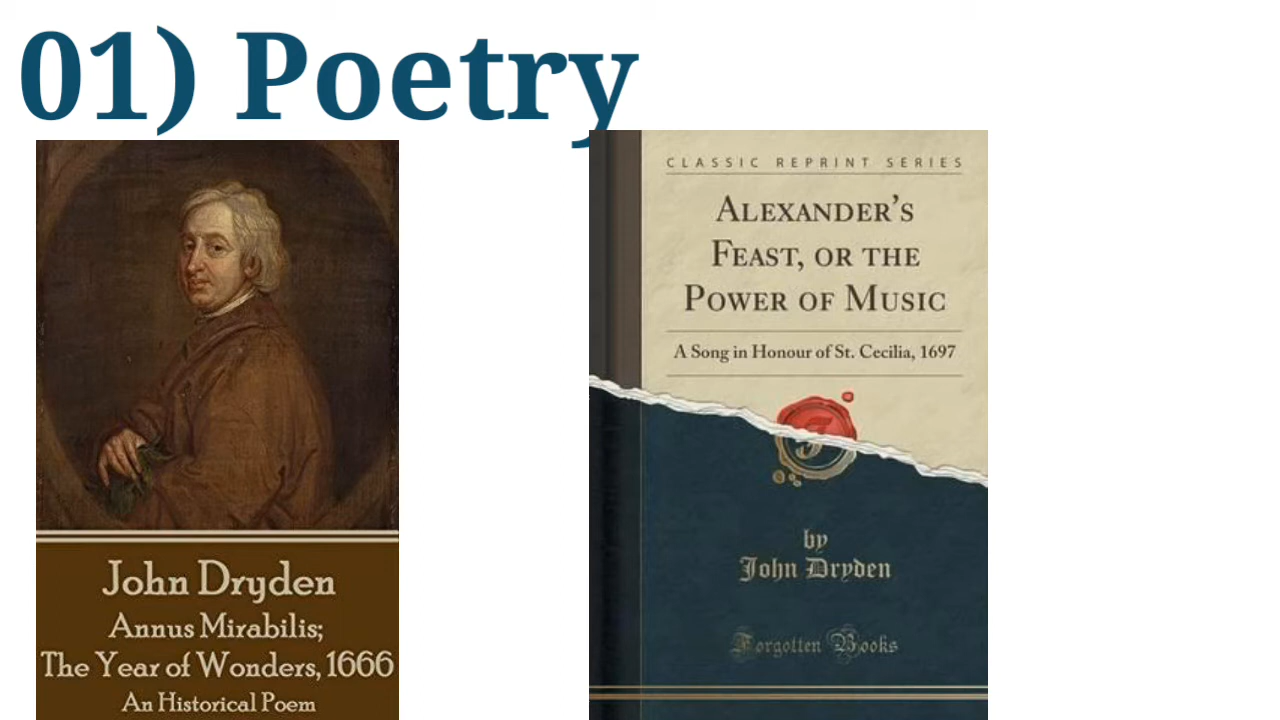 01) Poetry
John Dryden
Annus Mirabilis;
The Year of Wonders, 1666
An Historical Poem
CLASSIC REPRINT SERIES
ALEXANDER'S
FEAST, OR THE
POWER OF MUSIC
A Song in Honour of St. Cecilia, 1697
by
John Dryden
Forgotten Books